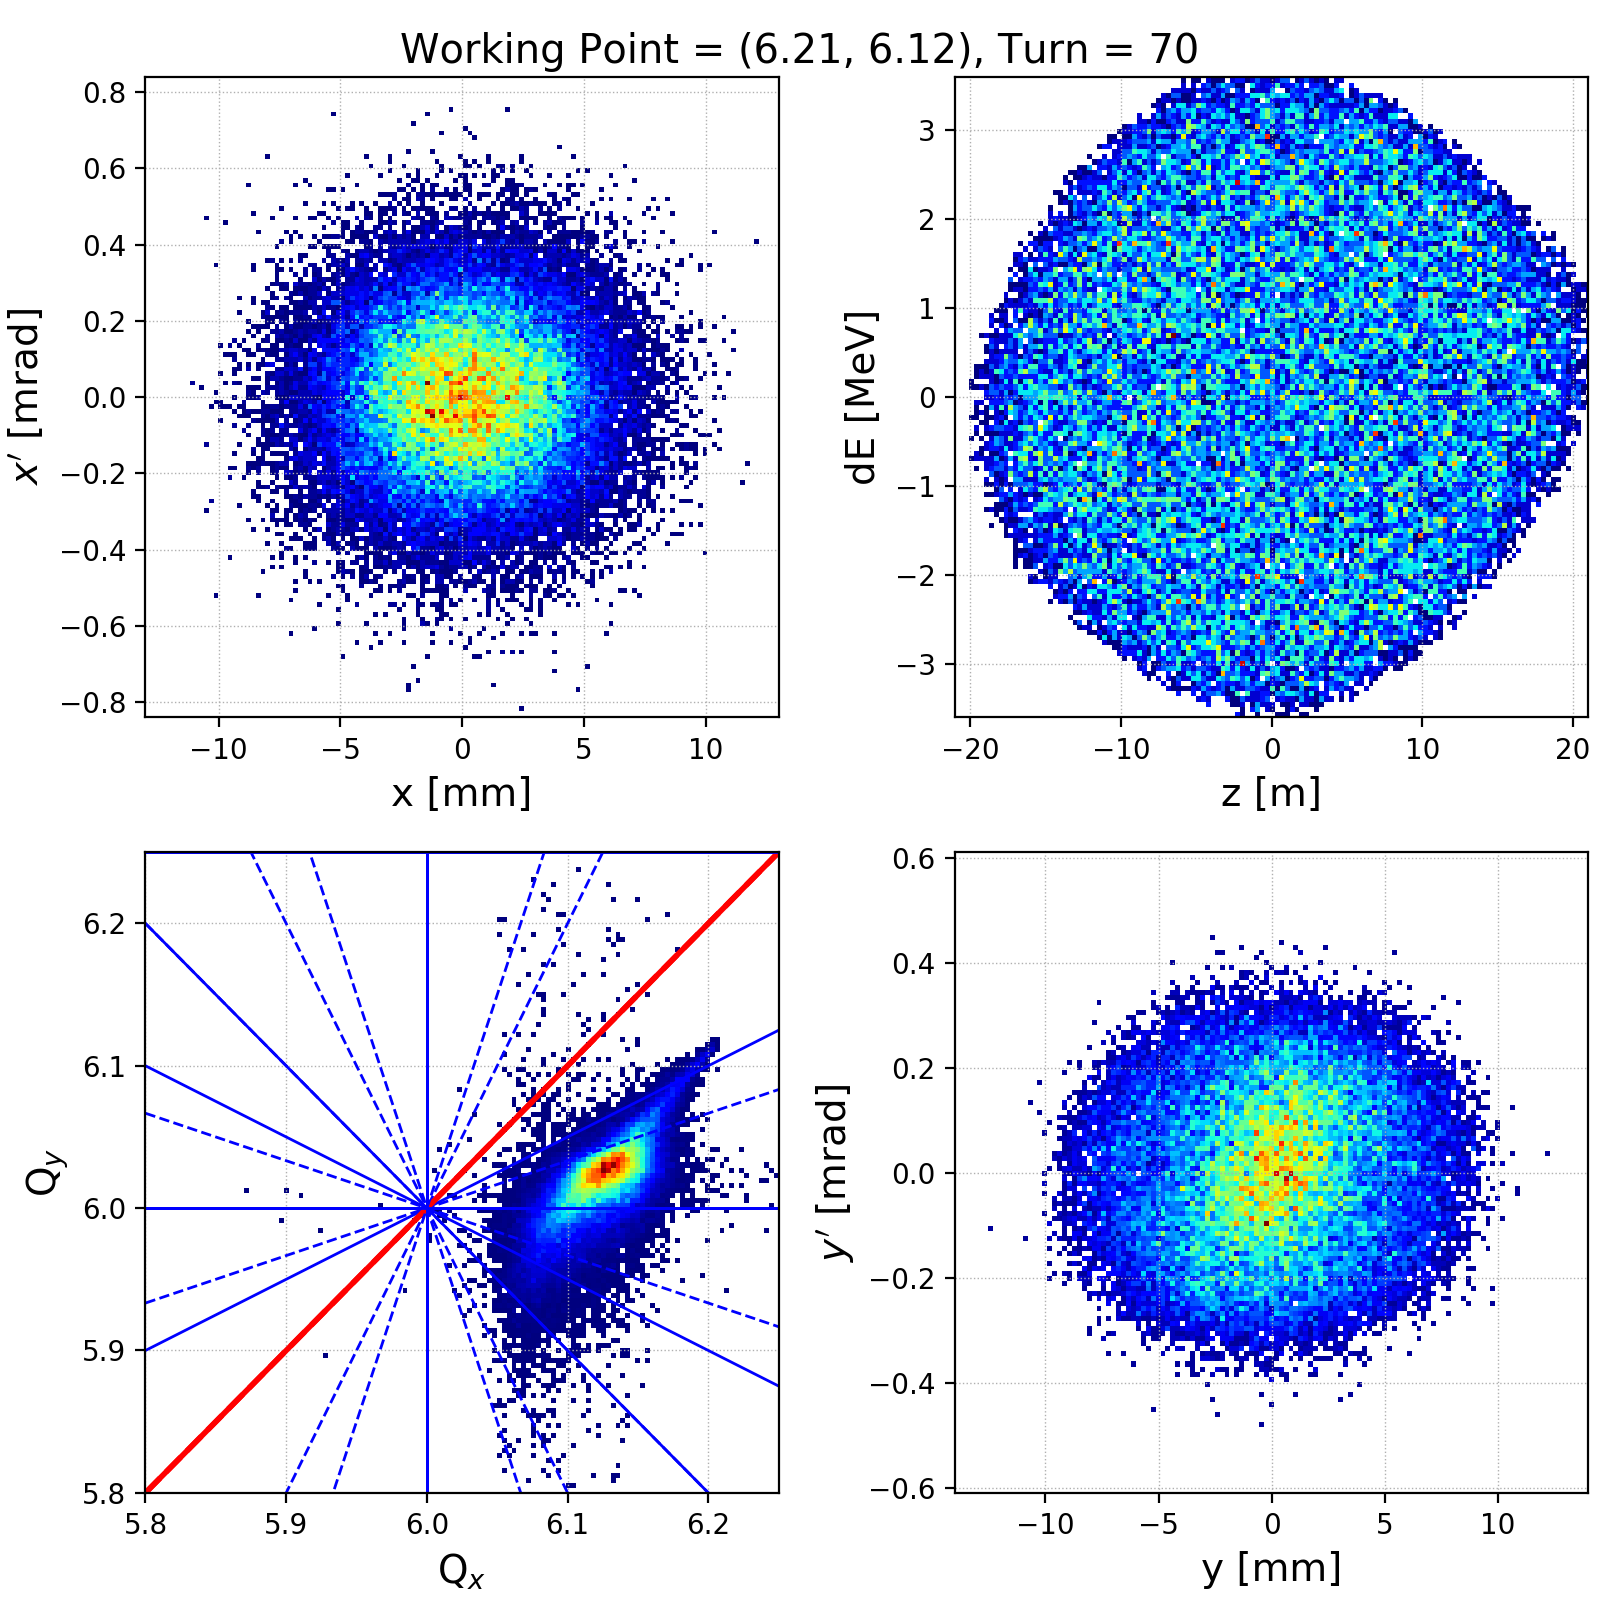 Working Point = (6.21, 6.12), Turn = 70
0.8
0.6
0.4
0.2
0.0
−0.2
−0.4
−0.6
−0.8
x′ [mrad]
−10 −5 0 5 10
x [mm]
3
2
1
0
−1
−2
−3
dE [MeV]
−20 −10 0 10 20
z [m]
6.2
6.1
6.0
5.9
5.8
Qy
5.8 5.9 6.0 6.1 6.2
Qx
0.6
0.4
0.2
0.0
−0.2
−0.4
−0.6
y′ [mrad]
−10 −5 0 5 10
y [mm]